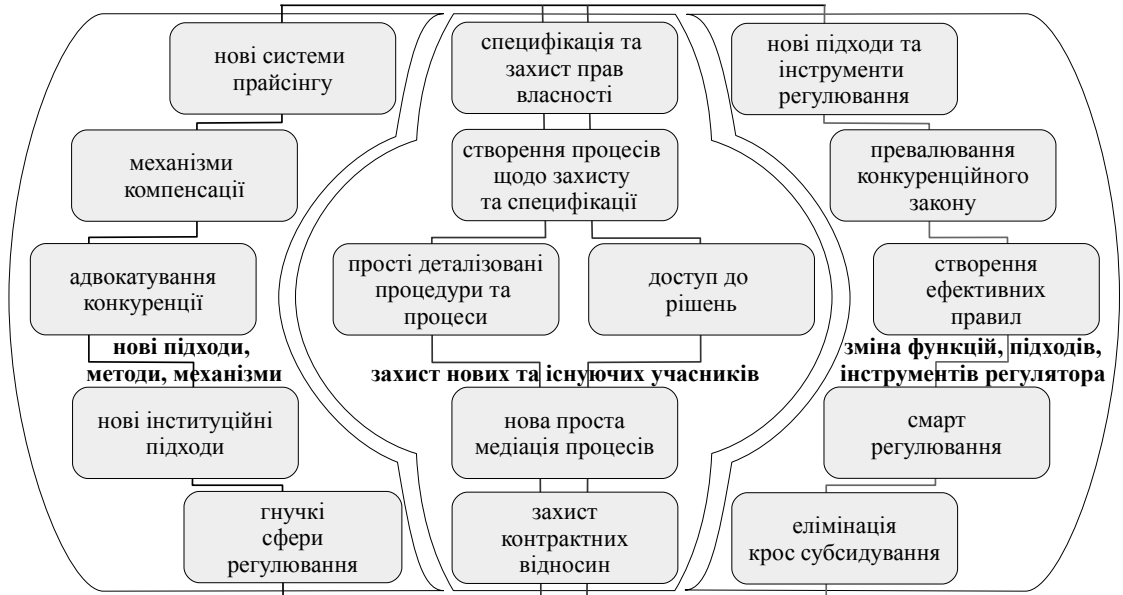 нові системи
прайсінгу
механізми
компенсації
адвокатування
конкуренції
нові підходи,
методи, механізми
нові інституційні
підходи
гнучкі
сфери
регулювання
специфікація та
захист прав
власності
створення процесів
щодо захисту
та специфікації
прості деталізовані
процедури та
процеси
доступ до
рішень
захист нових та існуючих учасників
нова проста
медіація процесів
захист
контрактних
відносин
нові підходи та
інструменти
регулювання
превалювання
конкуренційного
закону
створення
ефективних
правил
зміна функцій, підходів,
інструментів регулятора
смарт
регулювання
елімінація
крос субсидування